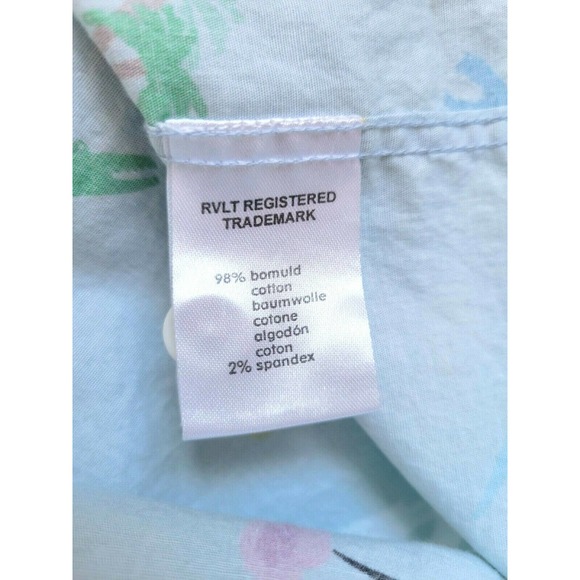 RVLT REGISTERED
TRADEMARK
98% bomuld
cotton
baumwolle
cotone
algodón
coton
2% spandex